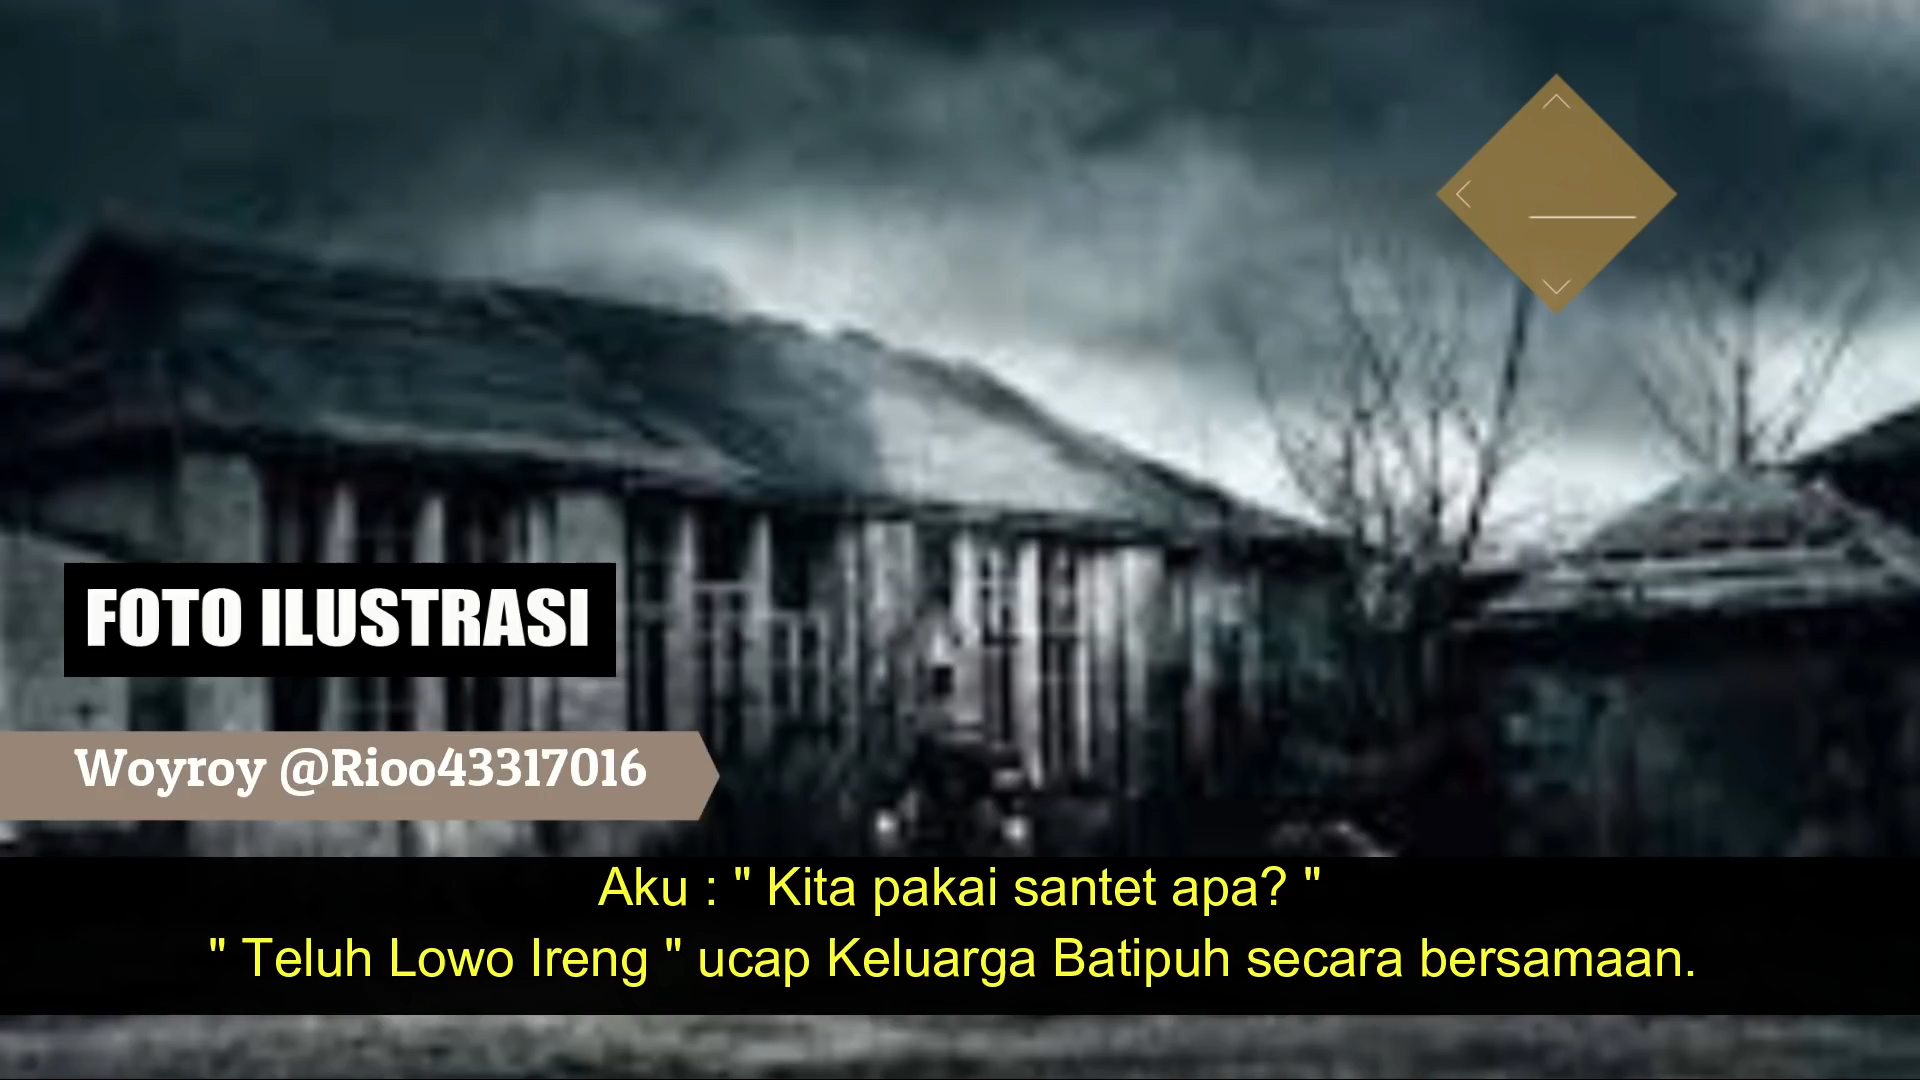 FOTO ILUSTRASI
Woyroy @Rioo43317016
Aku : " Kita pakai santet apa? "
" Teluh Lowo Ireng " ucap Keluarga Batipuh secara bersamaan.